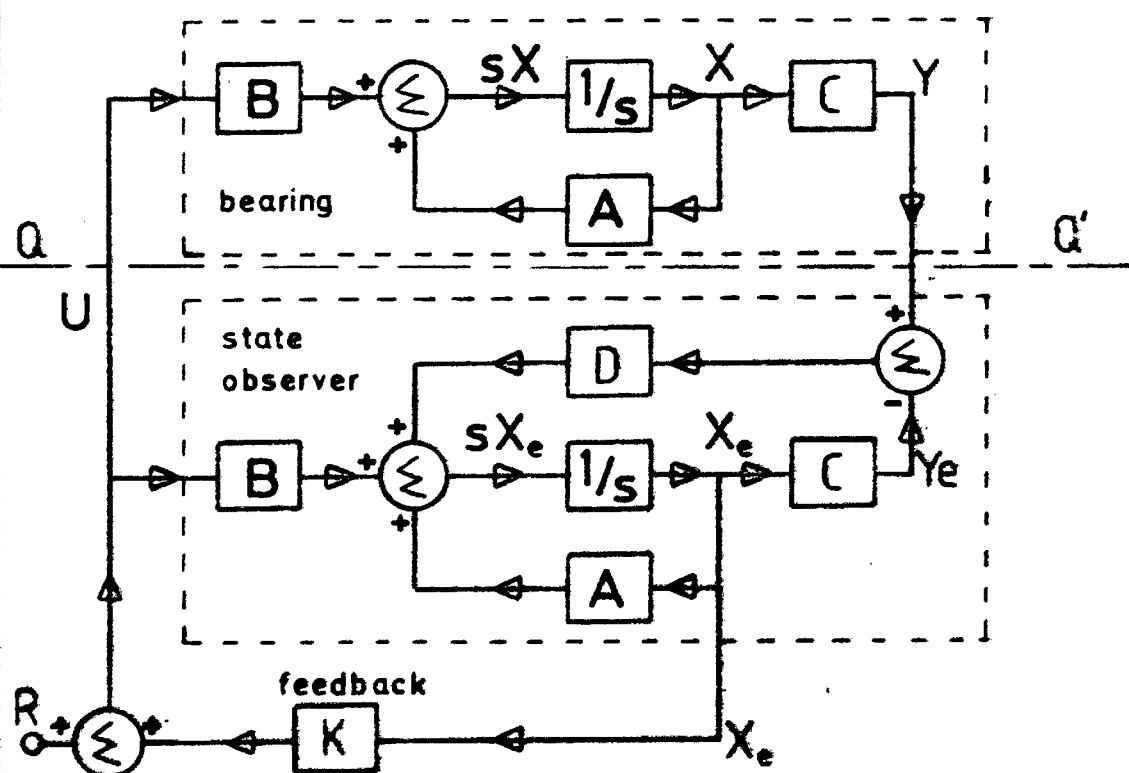 sX X Y
B Σ 1/s C
+
+
bearing A
Q Q'
U
+
state
observer D Σ
-
+ sXe Xe
B + Σ 1/s C Ye
+
A
feedback
R + Σ + K Xe